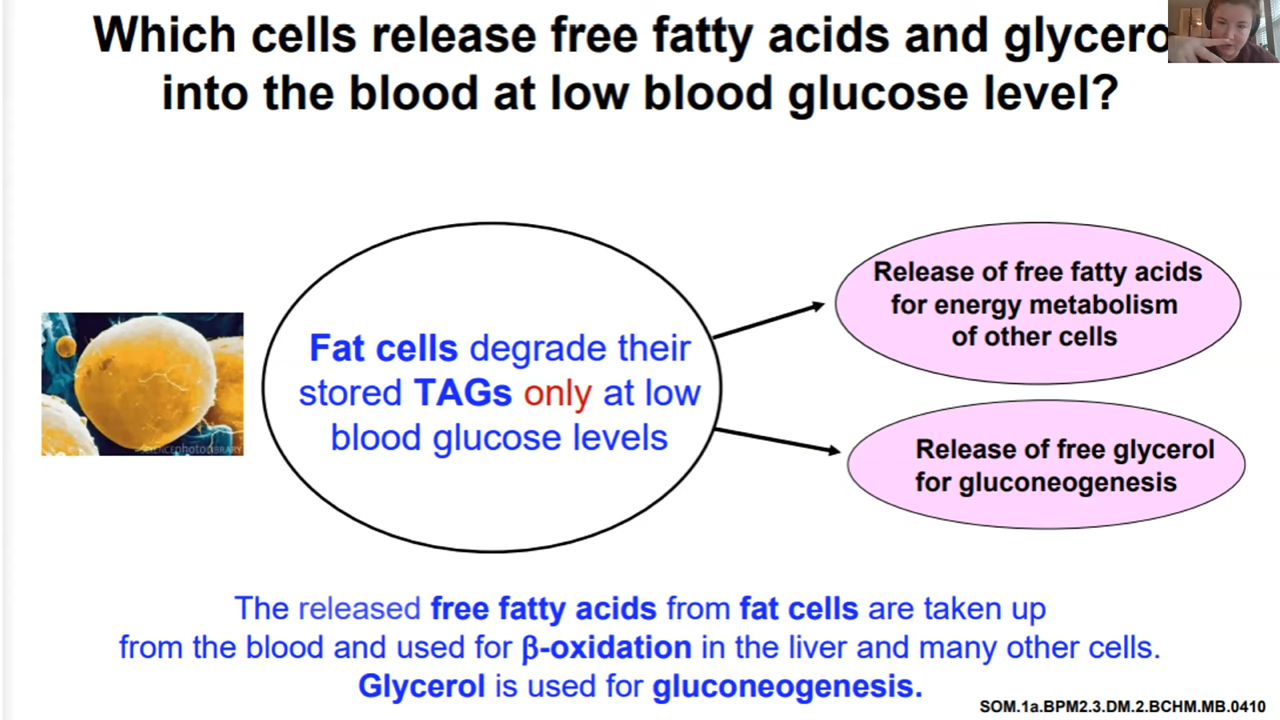 Which cells release free fatty acids and glycero
into the blood at low blood glucose level?
Fat cells degrade their
stored TAGs only at low
blood glucose levels
Release of free fatty acids
for energy metabolism
of other cells
Release of free glycerol
for gluconeogenesis
The released free fatty acids from fat cells are taken up
from the blood and used for β-oxidation in the liver and many other cells.
Glycerol is used for gluconeogenesis.
SOM.1a.BPM2.3.DM.2.BCHM.MB.0410